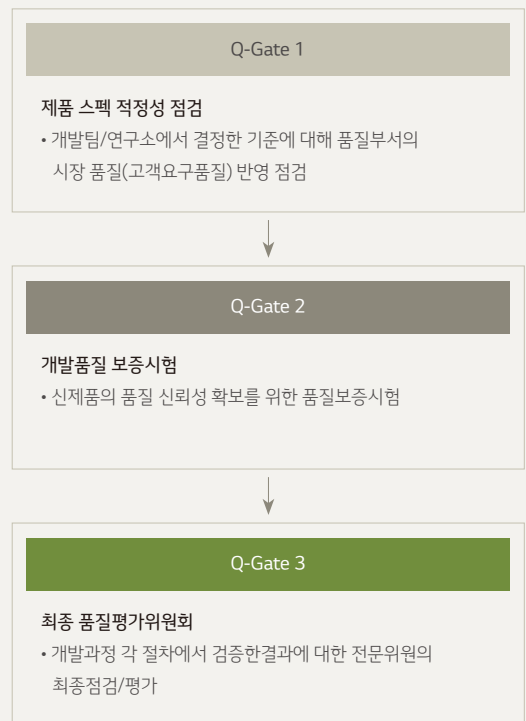 Q-Gate 1
제품 스펙 적정성 점검
• 개발팀/연구소에서 결정한 기준에 대해 품질부서의
시장 품질(고객요구품질) 반영 점검
Q-Gate 2
개발품질 보증시험
• 신제품의 품질 신뢰성 확보를 위한 품질보증시험
Q-Gate 3
최종 품질평가위원회
• 개발과정 각 절차에서 검증한결과에 대한 전문위원의
최종점검/평가